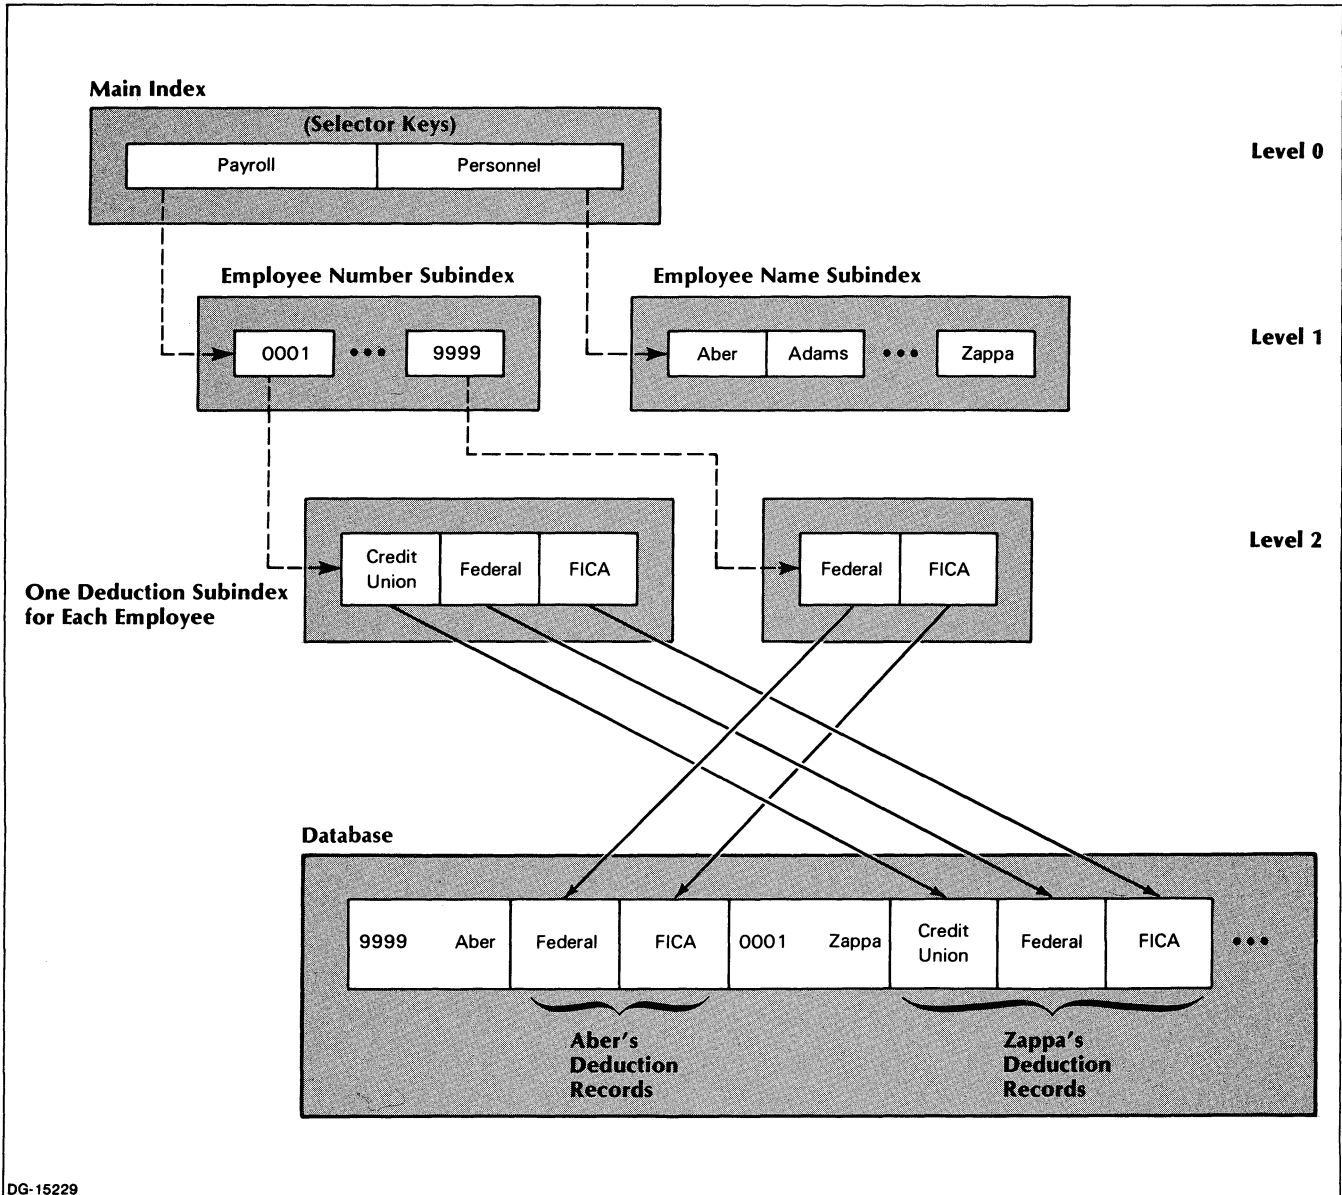 Main Index
(Selector Keys)
Payroll Personnel
Level 0
Employee Number Subindex
Employee Name Subindex
0001 ••• 9999
Aber Adams ••• Zappa
Level 1
Credit
Union
Federal FICA
Federal FICA
Level 2
One Deduction Subindex
for Each Employee
Database
9999 Aber Federal FICA 0001 Zappa
Credit
Union
Federal FICA •••
Aber's
Deduction
Records
Zappa's
Deduction
Records
DG-15229